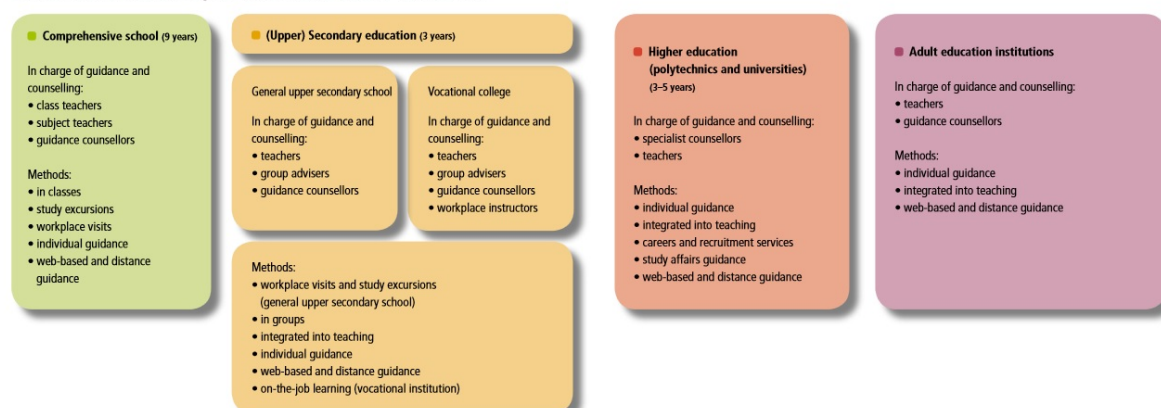 Comprehensive school (9 years)
In charge of guidance and
counselling:
• class teachers
• subject teachers
• guidance counsellors
Methods:
• in classes
• study excursions
• workplace visits
• individual guidance
• web-based and distance
guidance
(Upper) Secondary education (3 years)
General upper secondary school
In charge of guidance and
counselling:
• teachers
• group advisers
• guidance counsellors
Vocational college
In charge of guidance and
counselling:
• teachers
• group advisers
• guidance counsellors
• workplace instructors
Methods:
• workplace visits and study excursions
(general upper secondary school)
• in groups
• integrated into teaching
• individual guidance
• web-based and distance guidance
• on-the-job learning (vocational institution)
Higher education
(polytechnics and universities)
(3–5 years)
In charge of guidance and counselling:
• specialist counsellors
• teachers
Methods:
• individual guidance
• integrated into teaching
• careers and recruitment services
• study affairs guidance
• web-based and distance guidance
Adult education institutions
In charge of guidance and counselling:
• teachers
• guidance counsellors
Methods:
• individual guidance
• integrated into teaching
• web-based and distance guidance